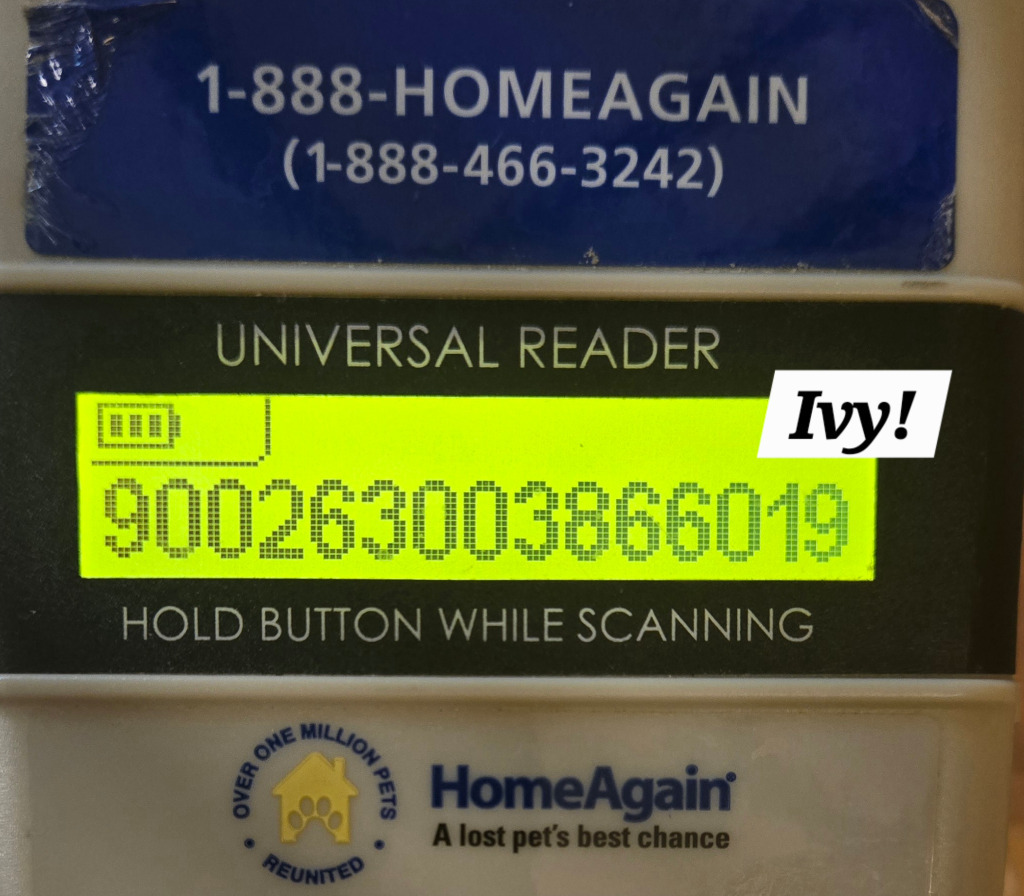 1-888-HOMEAGAIN
(1-888-466-3242)
UNIVERSAL READER
Ivy!
900263003866019
HOLD BUTTON WHILE SCANNING
OVER ONE MILLION PETS
REUNITED
HomeAgain
A lost pet's best chance